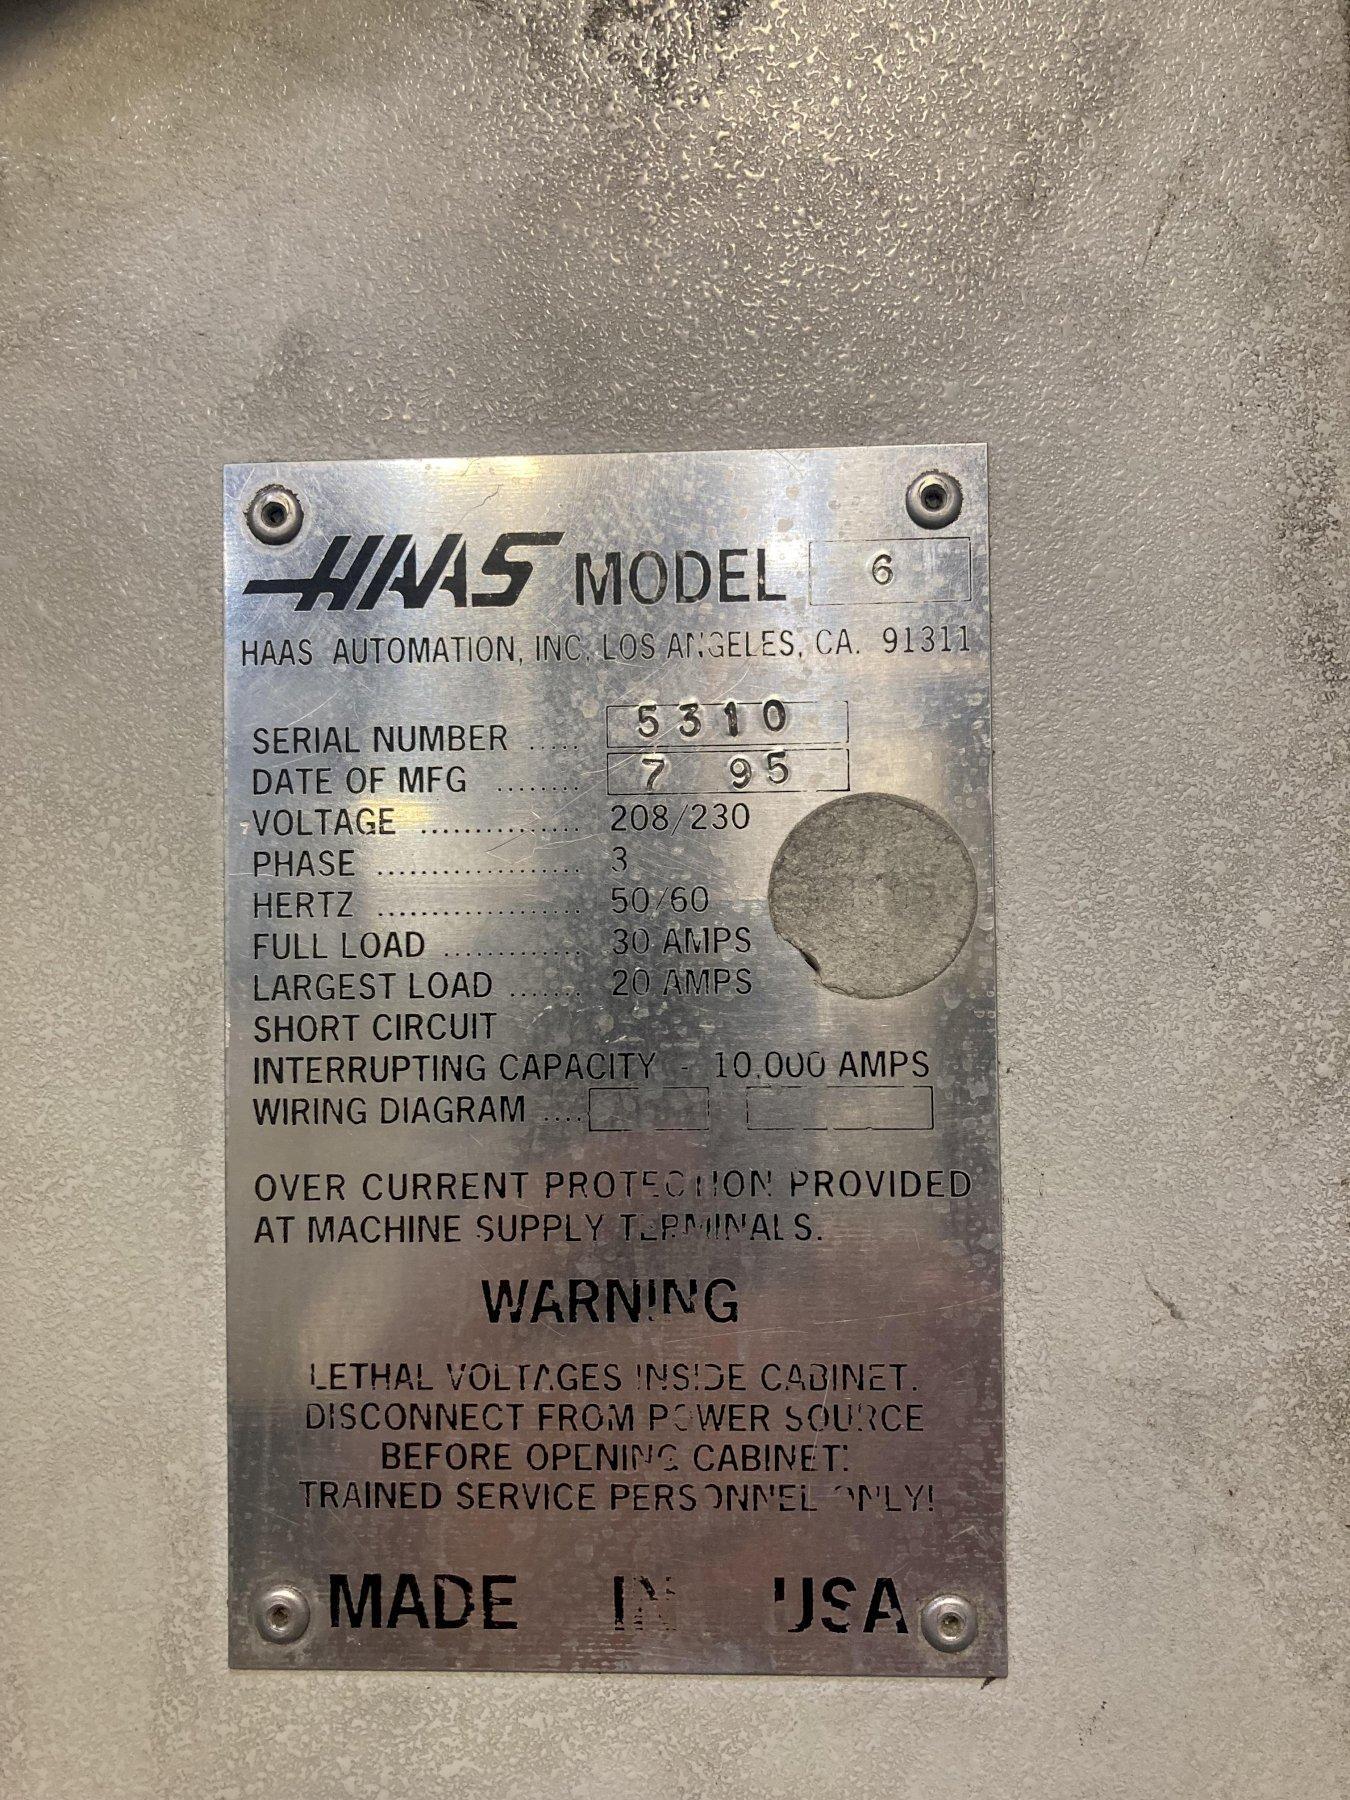 HAAS MODEL 6
HAAS AUTOMATION, INC. LOS ANGELES, CA. 91311
SERIAL NUMBER ..... 5310
DATE OF MFG ........ 7 95
VOLTAGE ............... 208/230
PHASE ................... 3
HERTZ ................... 50/60
FULL LOAD ............. 30 AMPS
LARGEST LOAD ....... 20 AMPS
SHORT CIRCUIT
INTERRUPTING CAPACITY - 10,000 AMPS
WIRING DIAGRAM ....
OVER CURRENT PROTECTION PROVIDED
AT MACHINE SUPPLY TERMINALS.
WARNING
LETHAL VOLTAGES INSIDE CABINET.
DISCONNECT FROM POWER SOURCE
BEFORE OPENING CABINET.
TRAINED SERVICE PERSONNEL ONLY!
MADE IN USA